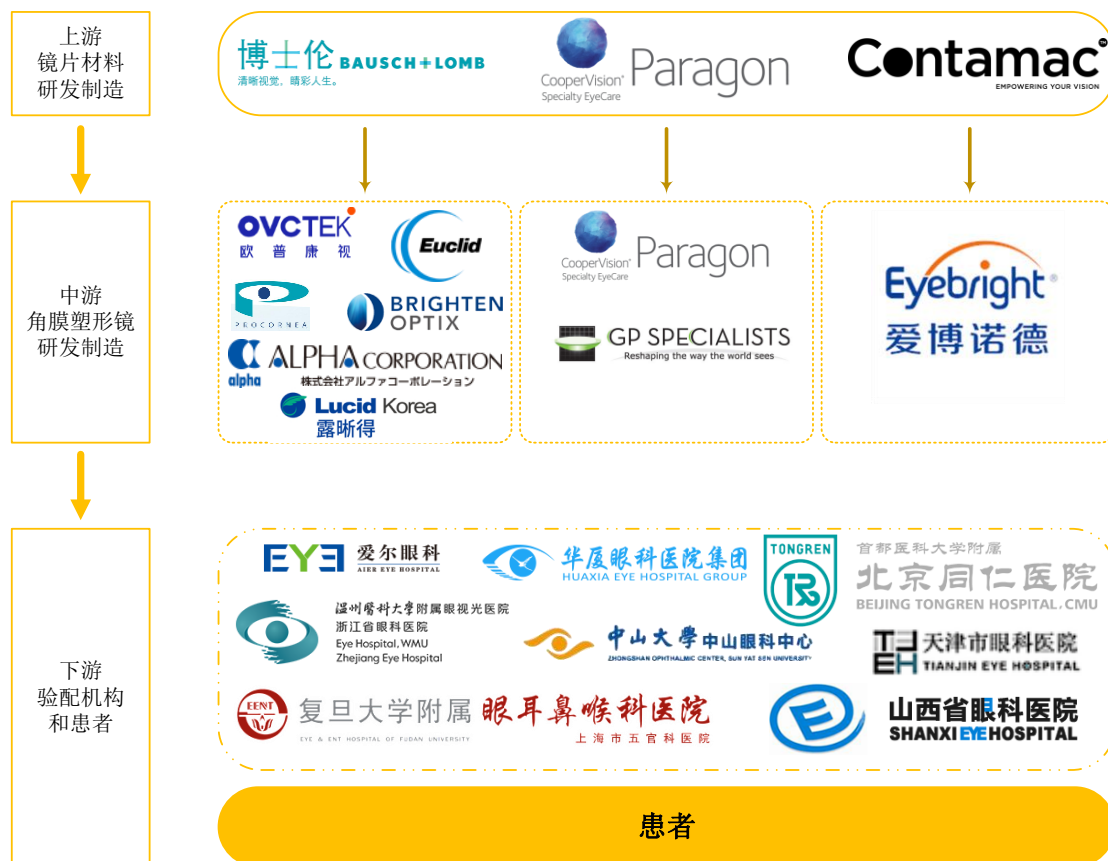 上游
镜片材料
研发制造
博士伦 BAUSCH+LOMB
清晰视觉，睛彩人生。
CooperVision®
Specialty EyeCare
Paragon
Contamac™
EMPOWERING YOUR VISION
中游
角膜塑形镜
研发制造
OVCTEK
欧普康视
Euclid
PROCORNEA
BRIGHTEN
OPTIX
alpha
ALPHA CORPORATION
株式会社アルファコーポレーション
Lucid Korea
露晰得
CooperVision®
Specialty EyeCare
Paragon
GP SPECIALISTS
Reshaping the way the world sees
Eyebright®
爱博诺德
下游
验配机构
和患者
EYE 爱尔眼科
AIER EYE HOSPITAL
华厦眼科医院集团
HUAXIA EYE HOSPITAL GROUP
TONGREN
首都医科大学附属
北京同仁医院
BEIJING TONGREN HOSPITAL, CMU
温州醫科大學附属眼视光医院
浙江省眼科医院
Eye Hospital, WMU
Zhejiang Eye Hospital
中山大學中山眼科中心
ZHONGSHAN OPHTHALMIC CENTER, SUN YAT-SEN UNIVERSITY
TJEH
天津市眼科医院
TIANJIN EYE HOSPITAL
EENT
复旦大学附属眼耳鼻喉科医院
EYE & ENT HOSPITAL OF FUDAN UNIVERSITY
上海市五官科医院
山西省眼科医院
SHANXI EYE HOSPITAL
患者